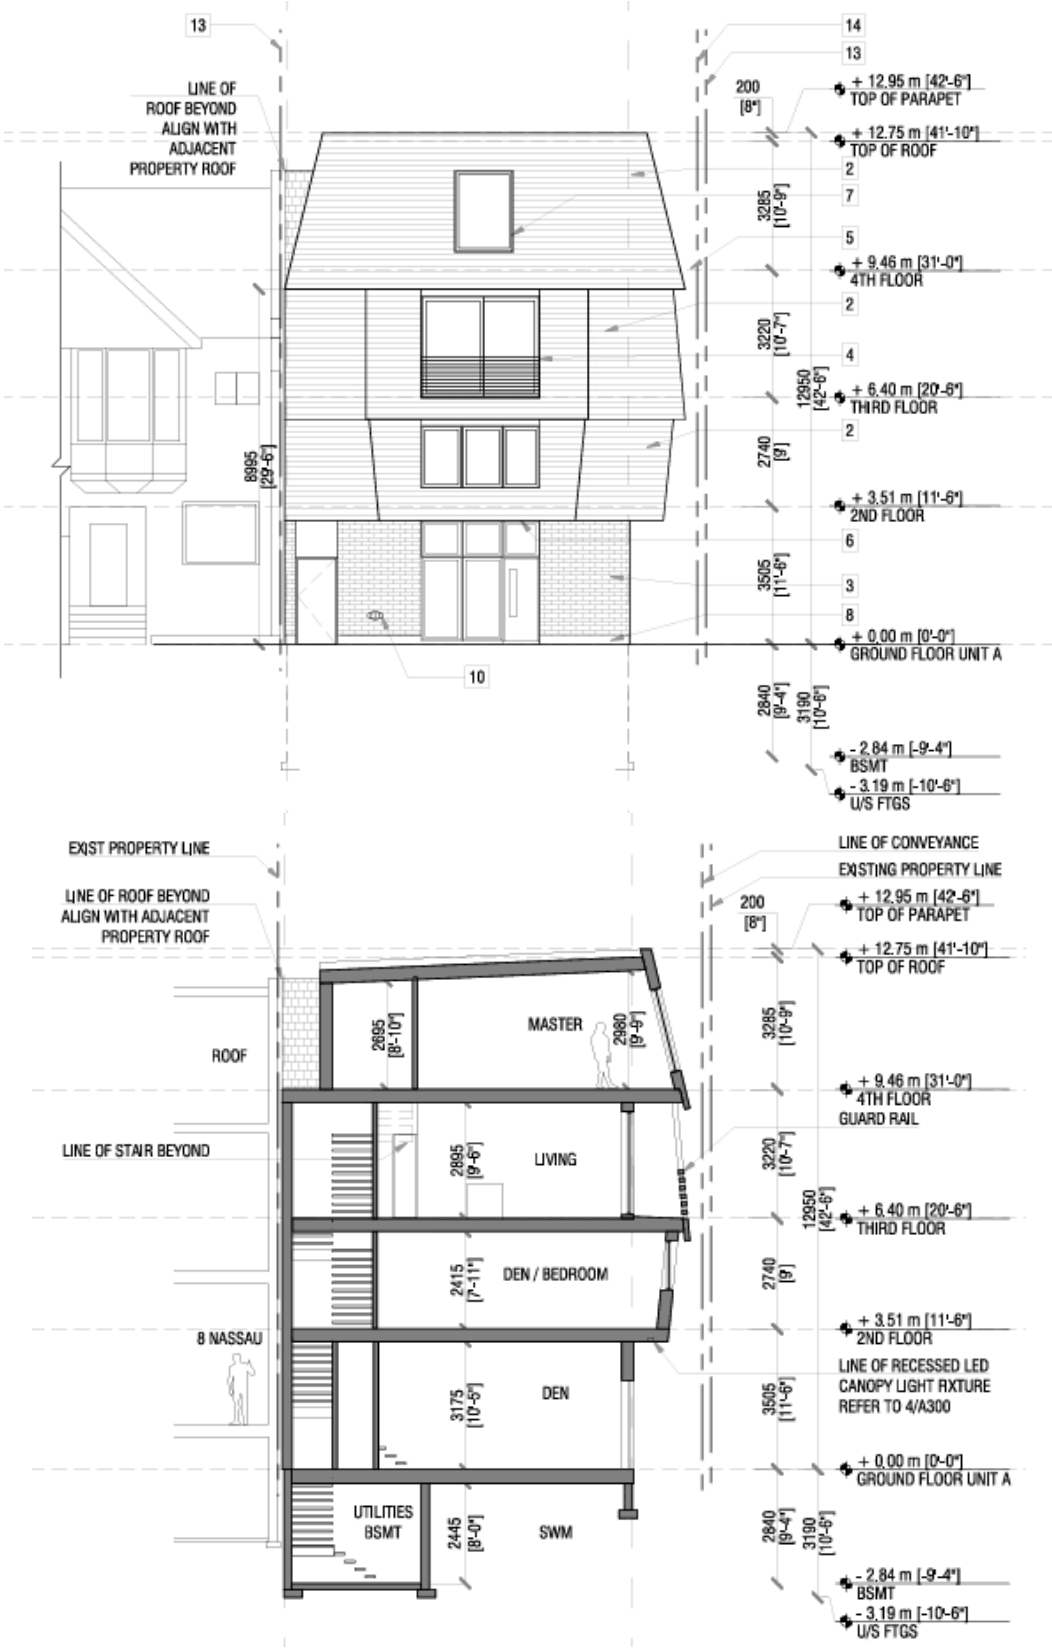 13
14
13
LINE OF
ROOF BEYOND
ALIGN WITH
ADJACENT
PROPERTY ROOF
200
[8"]
+ 12.95 m [42'-6"]
TOP OF PARAPET
+ 12.75 m [41'-10"]
TOP OF ROOF
2
7
3285
[10'-9"]
5
+ 9.46 m [31'-0"]
4TH FLOOR
2
3220
[10'-7"]
4
12950
[42'-6"]
+ 6.40 m [20'-6"]
THIRD FLOOR
2
8995
[29'-6"]
2740
[9']
+ 3.51 m [11'-6"]
2ND FLOOR
6
3505
[11'-6"]
3
8
+ 0.00 m [0'-0"]
GROUND FLOOR UNIT A
10
2840
[9'-4"]
3190
[10'-6"]
- 2.84 m [-9'-4"]
BSMT
- 3.19 m [-10'-6"]
U/S FTGS
EXIST PROPERTY LINE
LINE OF CONVEYANCE
EXISTING PROPERTY LINE
LINE OF ROOF BEYOND
ALIGN WITH ADJACENT
PROPERTY ROOF
200
[8"]
+ 12.95 m [42'-6"]
TOP OF PARAPET
+ 12.75 m [41'-10"]
TOP OF ROOF
ROOF
2695
[8'-10"]
MASTER
2980
[9'-9"]
3285
[10'-9"]
+ 9.46 m [31'-0"]
4TH FLOOR
GUARD RAIL
LINE OF STAIR BEYOND
2895
[9'-6"]
LIVING
3220
[10'-7"]
12950
[42'-6"]
+ 6.40 m [20'-6"]
THIRD FLOOR
2415
[7'-11"]
DEN / BEDROOM
2740
[9']
+ 3.51 m [11'-6"]
2ND FLOOR
8 NASSAU
LINE OF RECESSED LED
CANOPY LIGHT FIXTURE
REFER TO 4/A300
3175
[10'-5"]
DEN
3505
[11'-6"]
+ 0.00 m [0'-0"]
GROUND FLOOR UNIT A
UTILITIES
BSMT
2445
[8'-0"]
SWM
2840
[9'-4"]
3190
[10'-6"]
- 2.84 m [-9'-4"]
BSMT
- 3.19 m [-10'-6"]
U/S FTGS